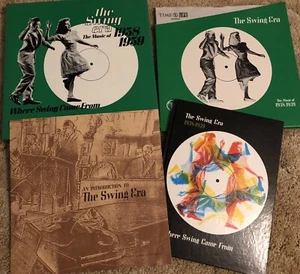 The Swing
era
The Music of
1938
1939
Where Swing Came From
TIME LIFE
The Swing Era
The Music of
1938-1939
AN INTRODUCTION TO
The Swing Era
The Swing Era
1938-1939
Where Swing Came From